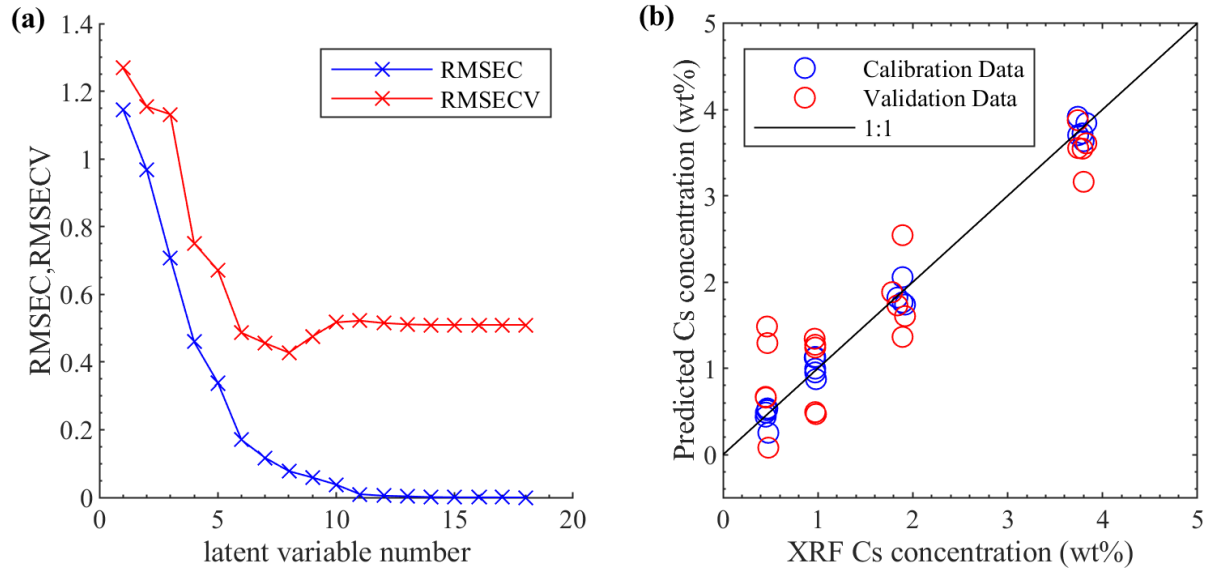 (a)
1.4
1.2
1
0.8
0.6
0.4
0.2
0
RMSEC,RMSECV
RMSEC
RMSECV
0 5 10 15 20
latent variable number
(b)
5
4
3
2
1
0
Predicted Cs concentration (wt%)
Calibration Data
Validation Data
1:1
0 1 2 3 4 5
XRF Cs concentration (wt%)